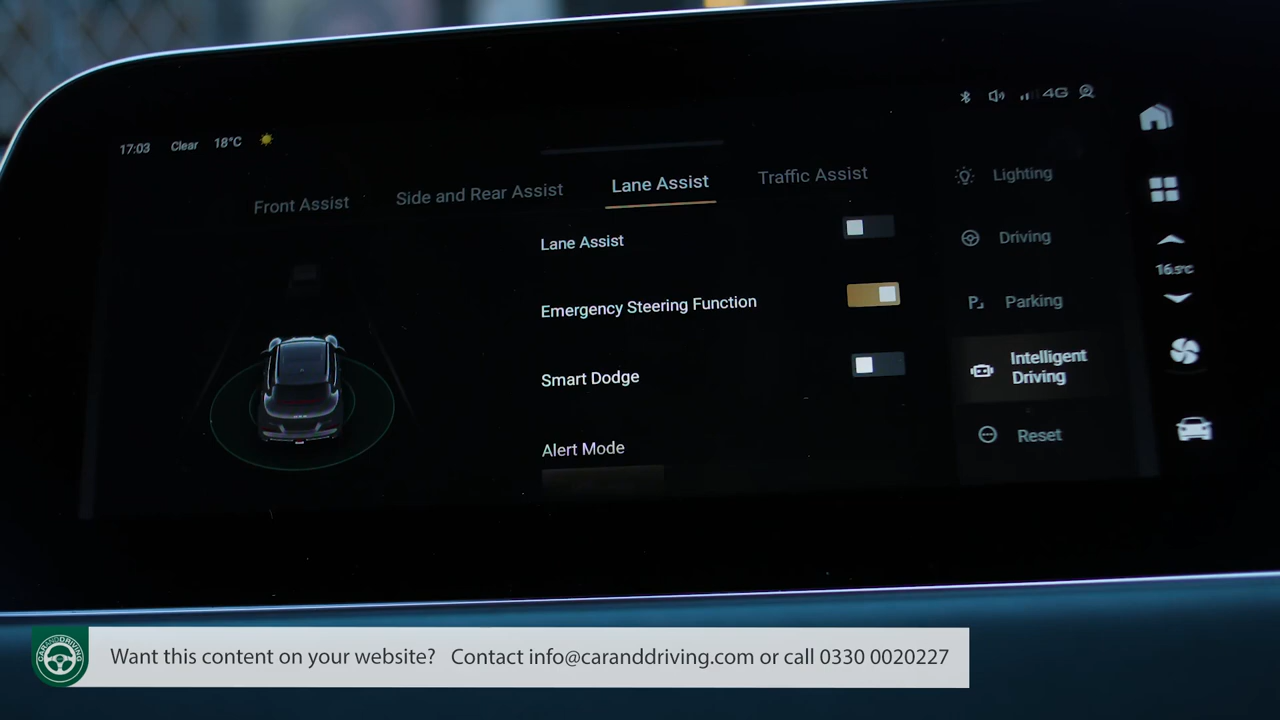 17:03 Clear 18°C
4G
Front Assist Side and Rear Assist Lane Assist Traffic Assist
Lane Assist
Emergency Steering Function
Smart Dodge
Alert Mode
Lighting
Driving
Parking
Intelligent
Driving
Reset
16.5°C
CARANDDRIVING
Want this content on your website? Contact info@caranddriving.com or call 0330 0020227